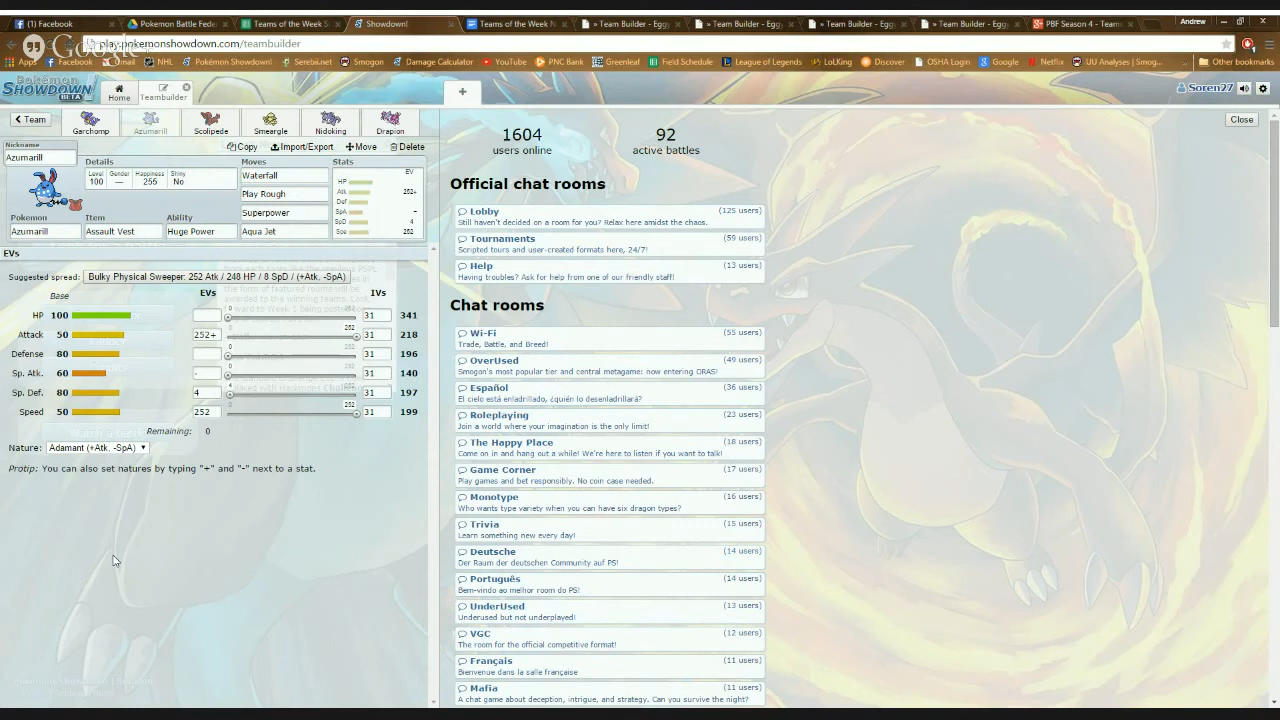 (1) Facebook
Pokemon Battle Fede
Teams of the Week S
Showdown!
Teams of the Week N
» Team Builder - Egg
» Team Builder - Egg
» Team Builder - Egg
» Team Builder - Egg
PBF Season 4 - Teams
Andrew
play.pokemonshowdown.com/teambuilder
Google+
Apps Facebook Gmail NHL Pokémon Showdown! Serebii.net Smogon Damage Calculator YouTube PNC Bank Greenleaf Field Schedule League of Legends LoLKing Discover OSHA Login Google Netflix UU Analyses | Smog... Other bookmarks
Pokémon
Showdown
BETA
Home
Teambuilder
+
Soren27
< Team
Garchomp
Azumarill
Scolipede
Smeargle
Nidoking
Drapion
Copy Import/Export Move Delete
Nickname
Azumarill
Details
Level Gender Happiness Shiny
100 — 255 No
Pokemon
Azumarill
Item
Assault Vest
Ability
Huge Power
Moves
Waterfall
Play Rough
Superpower
Aqua Jet
Stats
EV
HP
Atk 252+
Def
SpA -
SpD 4
Spe 252
EVs
Suggested spread: Bulky Physical Sweeper: 252 Atk / 248 HP / 8 SpD / (+Atk, -SpA)
Base EVs IVs
HP 100 31 341
Attack 50 252+ 31 218
Defense 80 31 196
Sp. Atk. 60 - 31 140
Sp. Def. 80 4 31 197
Speed 50 252 31 199
Remaining: 0
Nature: Adamant (+Atk, -SpA)
Protip: You can also set natures by typing "+" and "-" next to a stat.
1604
users online
92
active battles
Close
Official chat rooms
Lobby (125 users)
Still haven't decided on a room for you? Relax here amidst the chaos.
Tournaments (59 users)
Scripted tours and user-created formats here, 24/7!
Help (13 users)
Having troubles? Ask for help from one of our friendly staff!
Chat rooms
Wi-Fi (55 users)
Trade, Battle, and Breed!
OverUsed (49 users)
Smogon's most popular tier and central metagame: now entering ORAS!
Español (36 users)
El cielo está enladrillado, ¿quién lo desenladrillará?
Roleplaying (23 users)
Join a world where your imagination is the only limit!
The Happy Place (18 users)
Come on in and hang out a while! We're here to listen if you want to talk!
Game Corner (17 users)
Play games and bet responsibly. No coin case needed.
Monotype (16 users)
Who wants type variety when you can have six dragon types?
Trivia (15 users)
Learn something new every day!
Deutsche (14 users)
Der Raum der deutschen Community auf PS!
Português (14 users)
Bem-vindo ao melhor room do PS!
UnderUsed (13 users)
Underused but not underplayed!
VGC (12 users)
The room for the official competitive format!
Français (11 users)
Bienvenue dans la salle française
Mafia (11 users)
A chat game about deception, intrigue, and strategy. Can you survive the night?